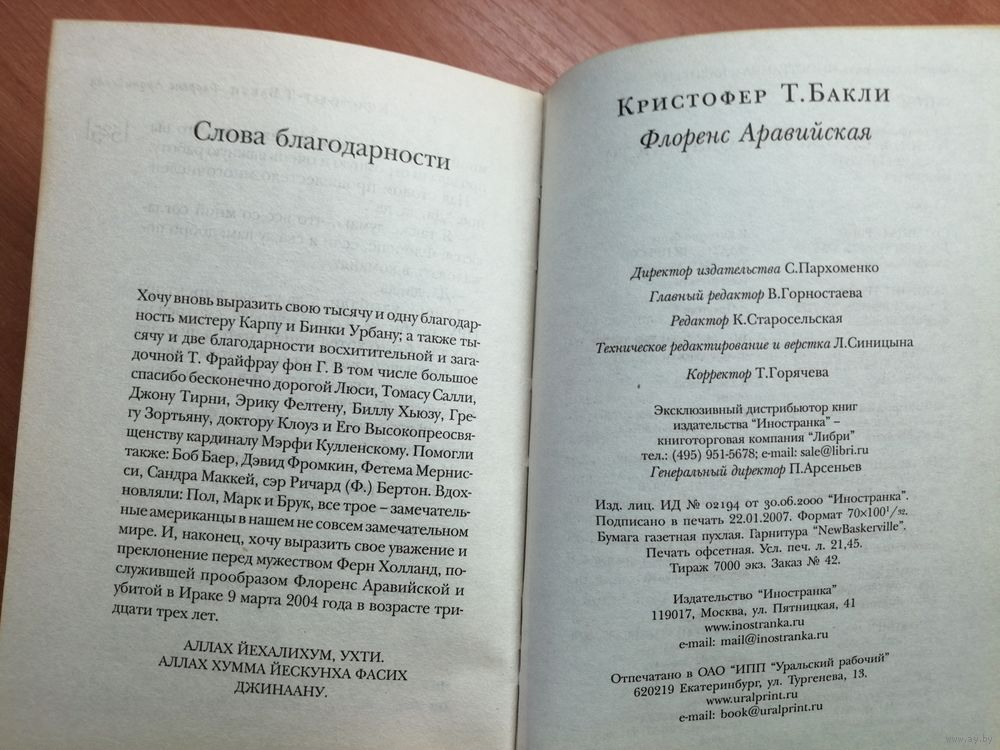 Слова благодарности
Хочу вновь выразить свою тысячу и одну благодар-
ность мистеру Карпу и Бинки Урбану; а также ты-
сячу и две благодарности восхитительной и зага-
дочной Т. Фрайфрау фон Г. В том числе большое
спасибо бесконечно дорогой Люси, Томасу Салли,
Джону Тирни, Эрику Фелтену, Биллу Хьюзу, Гре-
гу Зортьяну, доктору Клоуз и Его Высокопреосвя-
щенству кардиналу Мэрфи Кулленскому. Помогли
также: Боб Баер, Дэвид Фромкин, Фетема Мернис-
си, Сандра Маккей, сэр Ричард (Ф.) Бертон. Вдох-
новляли: Пол, Марк и Брук, все трое – замечатель-
ные американцы в нашем не совсем замечательном
мире. И, наконец, хочу выразить свое уважение и
преклонение перед мужеством Ферн Холланд, по-
служившей прообразом Флоренс Аравийской и
убитой в Ираке 9 марта 2004 года в возрасте три-
дцати трех лет.
АЛЛАХ ЙЕХАЛИХУМ, УХТИ.
АЛЛАХ ХУММА ЙЕСКУНХА ФАСИХ
ДЖИНААНУ.
Кристофер Т.Бакли
Флоренс Аравийская
Директор издательства С.Пархоменко
Главный редактор В.Горностаева
Редактор К.Старосельская
Техническое редактирование и верстка Л.Синицына
Корректор Т.Горячева
Эксклюзивный дистрибьютор книг
издательства "Иностранка" –
книготорговая компания "Либри"
тел.: (495) 951-5678; e-mail: sale@libri.ru
Генеральный директор П.Арсеньев
Изд. лиц. ИД № 02194 от 30.06.2000 "Иностранка".
Подписано в печать 22.01.2007. Формат 70×100 1/32.
Бумага газетная пухлая. Гарнитура "NewBaskerville".
Печать офсетная. Усл. печ. л. 21,45.
Тираж 7000 экз. Заказ № 42.
Издательство "Иностранка"
119017, Москва, ул. Пятницкая, 41
www.inostranka.ru
e-mail: mail@inostranka.ru
Отпечатано в ОАО "ИПП "Уральский рабочий"
620219 Екатеринбург, ул. Тургенева, 13.
www.uralprint.ru
e-mail: book@uralprint.ru
www.ay.by